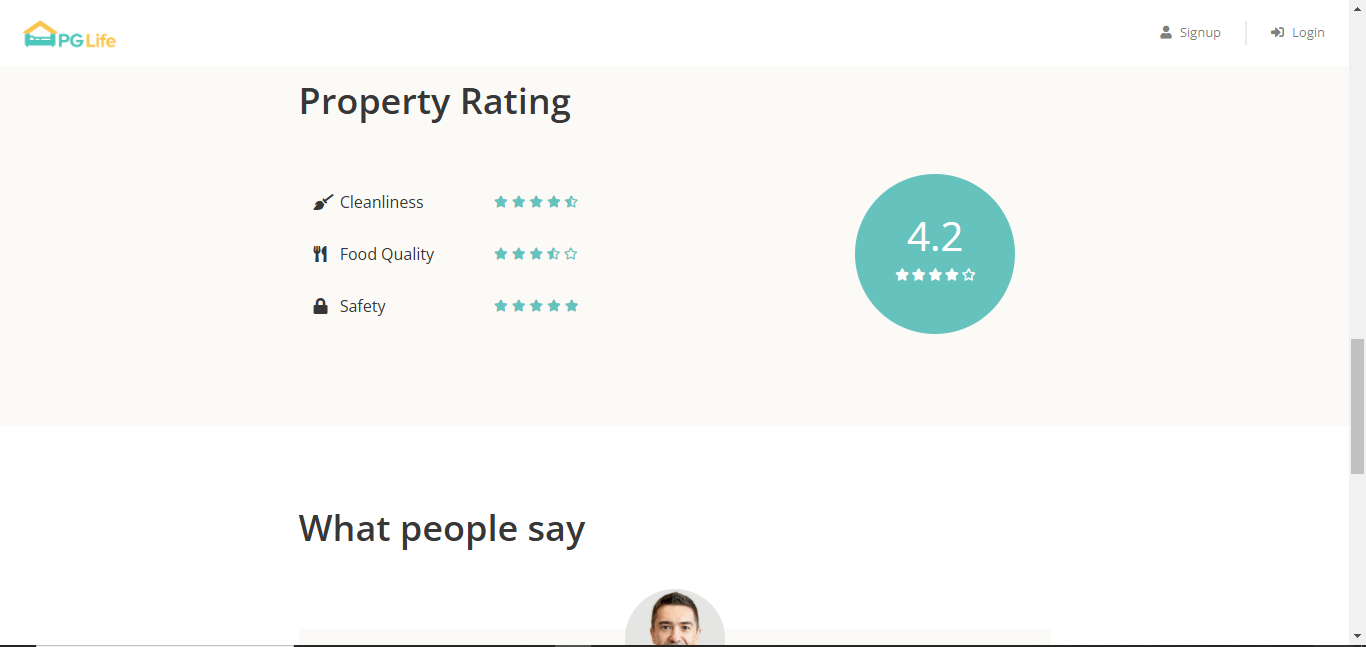 PG Life
Signup
Login
Property Rating
Cleanliness
Food Quality
Safety
4.2
What people say